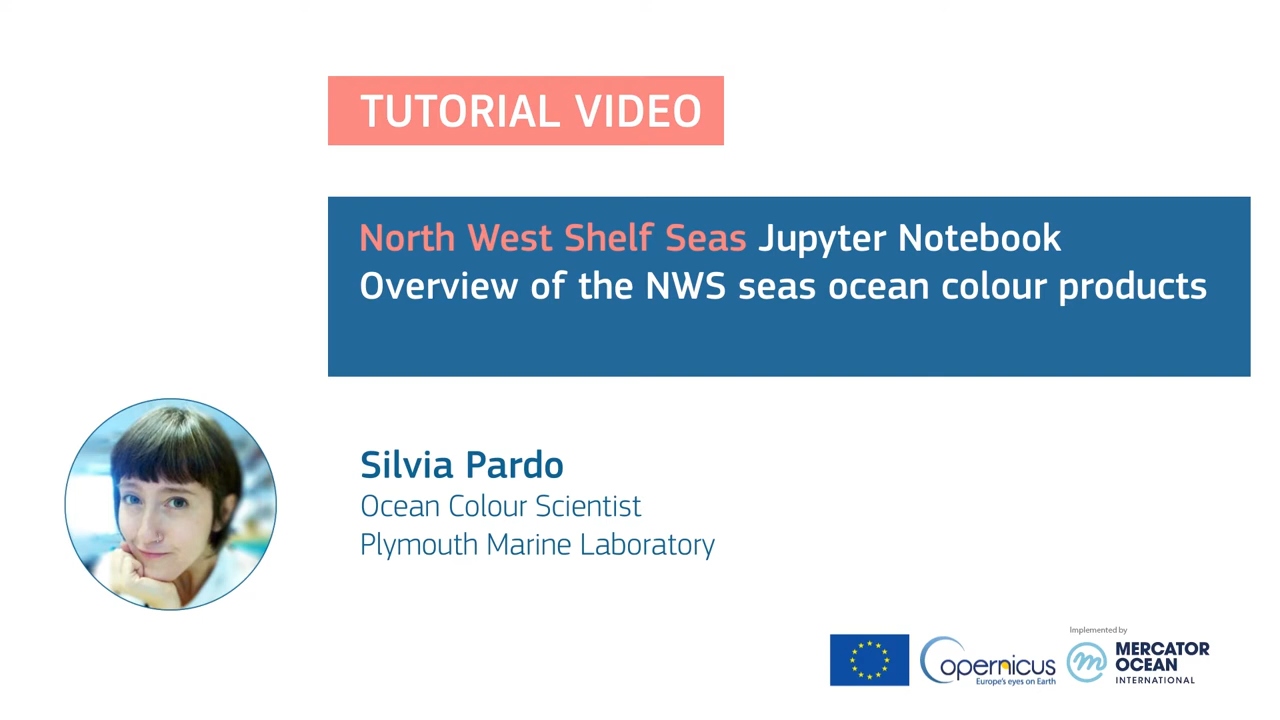 TUTORIAL VIDEO
North West Shelf Seas Jupyter Notebook
Overview of the NWS seas ocean colour products
Silvia Pardo
Ocean Colour Scientist
Plymouth Marine Laboratory
Implemented by
Copernicus
Europe's eyes on Earth
MERCATOR
OCEAN
INTERNATIONAL